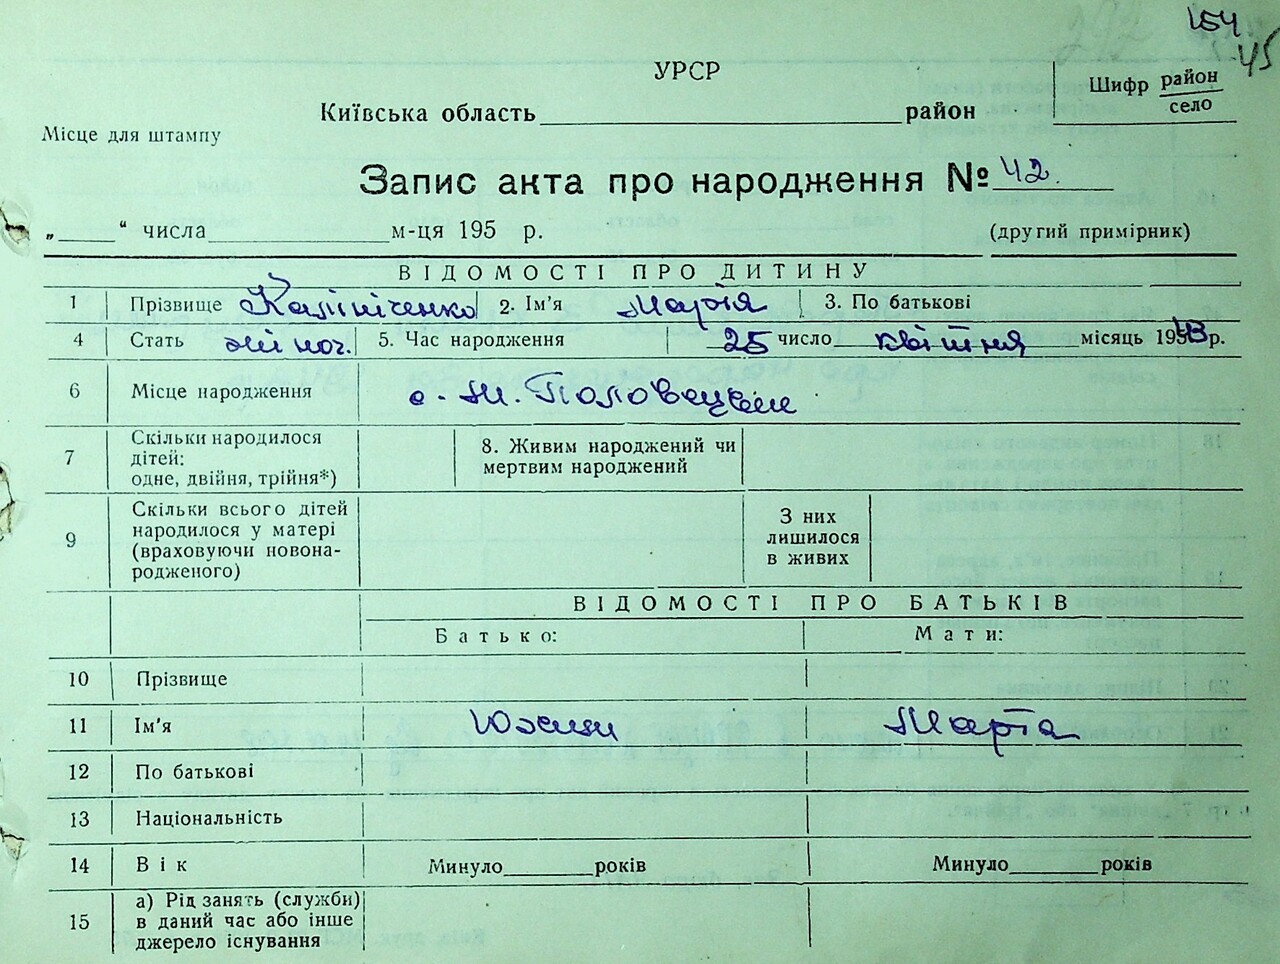 154
45
УРСР
Київська область район
Шифр район
село
Місце для штампу
Запис акта про народження № 42.
„ “ числа м-ця 195 р. (другий примірник)
ВІДОМОСТІ ПРО ДИТИНУ
1 Прізвище Калініченко 2. Ім'я Марія 3. По батькові
4 Стать жіноч. 5. Час народження 25 число квітня місяць 1943 р.
6 Місце народження с. М. Половецьке
7 Скільки народилося дітей: одне, двійня, трійня*) 8. Живим народжений чи мертвим народжений
9 Скільки всього дітей народилося у матері (враховуючи новона-родженого) З них лишилося в живих
ВІДОМОСТІ ПРО БАТЬКІВ
Батько: Мати:
10 Прізвище
11 Ім'я Юхим Марта
12 По батькові
13 Національність
14 Вік Минуло років Минуло років
15 а) Рід занять (служби) в даний час або інше джерело існування